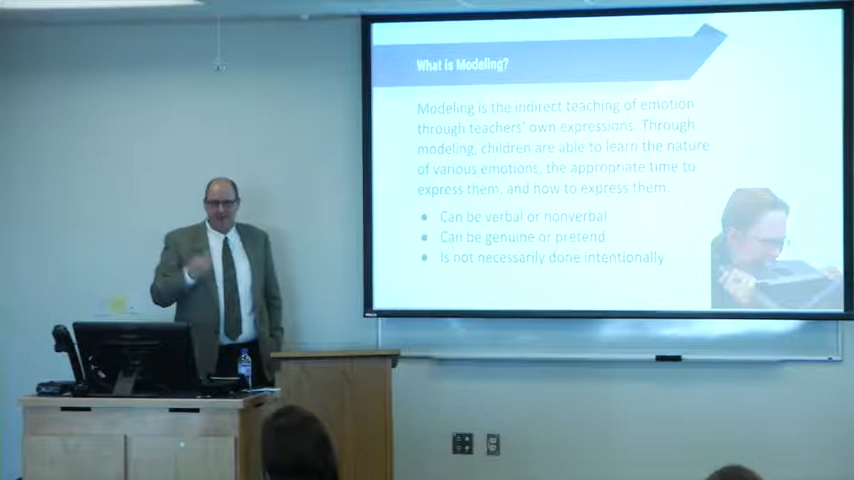 What is Modeling?
Modeling is the indirect teaching of emotion
through teachers' own expressions. Through
modeling, children are able to learn the nature
of various emotions, the appropriate time to
express them, and how to express them.
Can be verbal or nonverbal
Can be genuine or pretend
Is not necessarily done intentionally